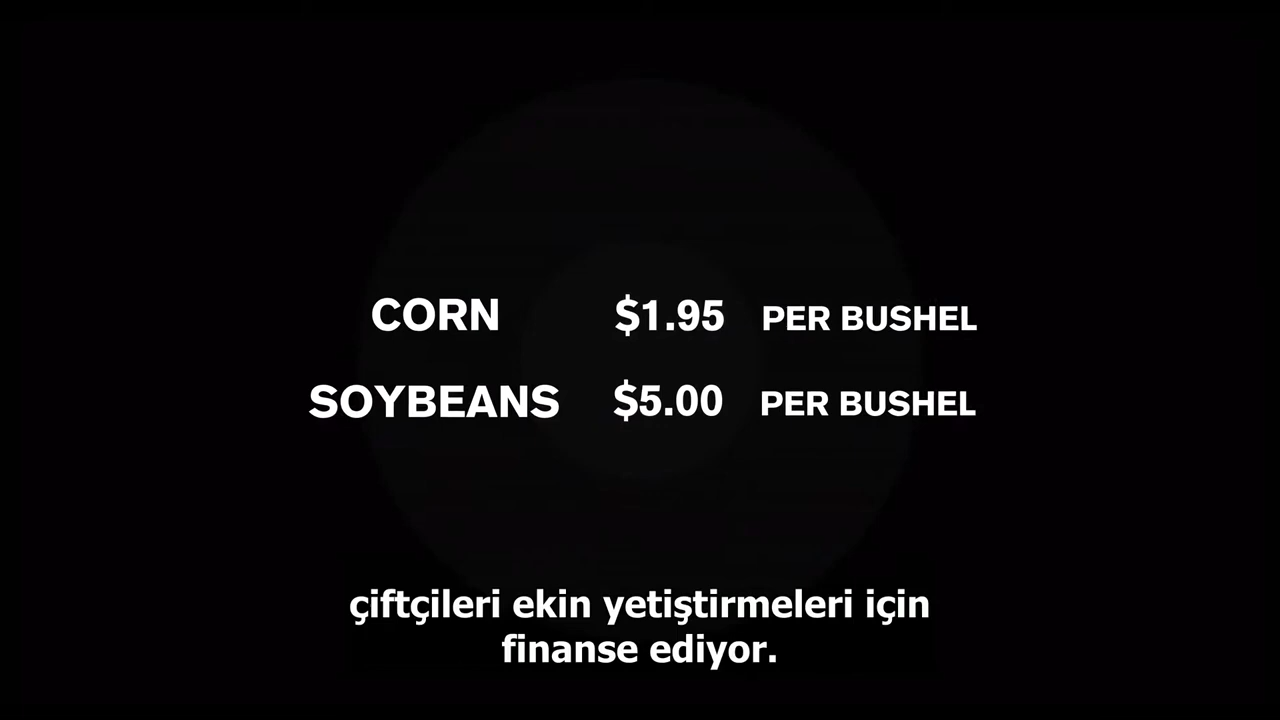 CORN $1.95 PER BUSHEL
SOYBEANS $5.00 PER BUSHEL
çiftçileri ekin yetiştirmeleri için
finanse ediyor.